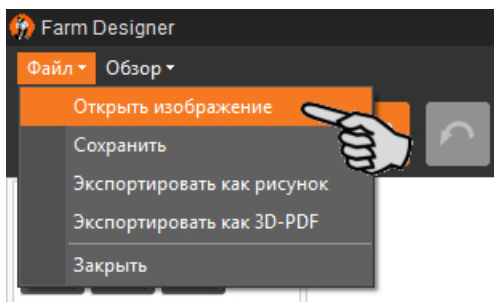 Farm Designer
Файл Обзор
Открыть изображение
Сохранить
Экспортировать как рисунок
Экспортировать как 3D-PDF
Закрыть